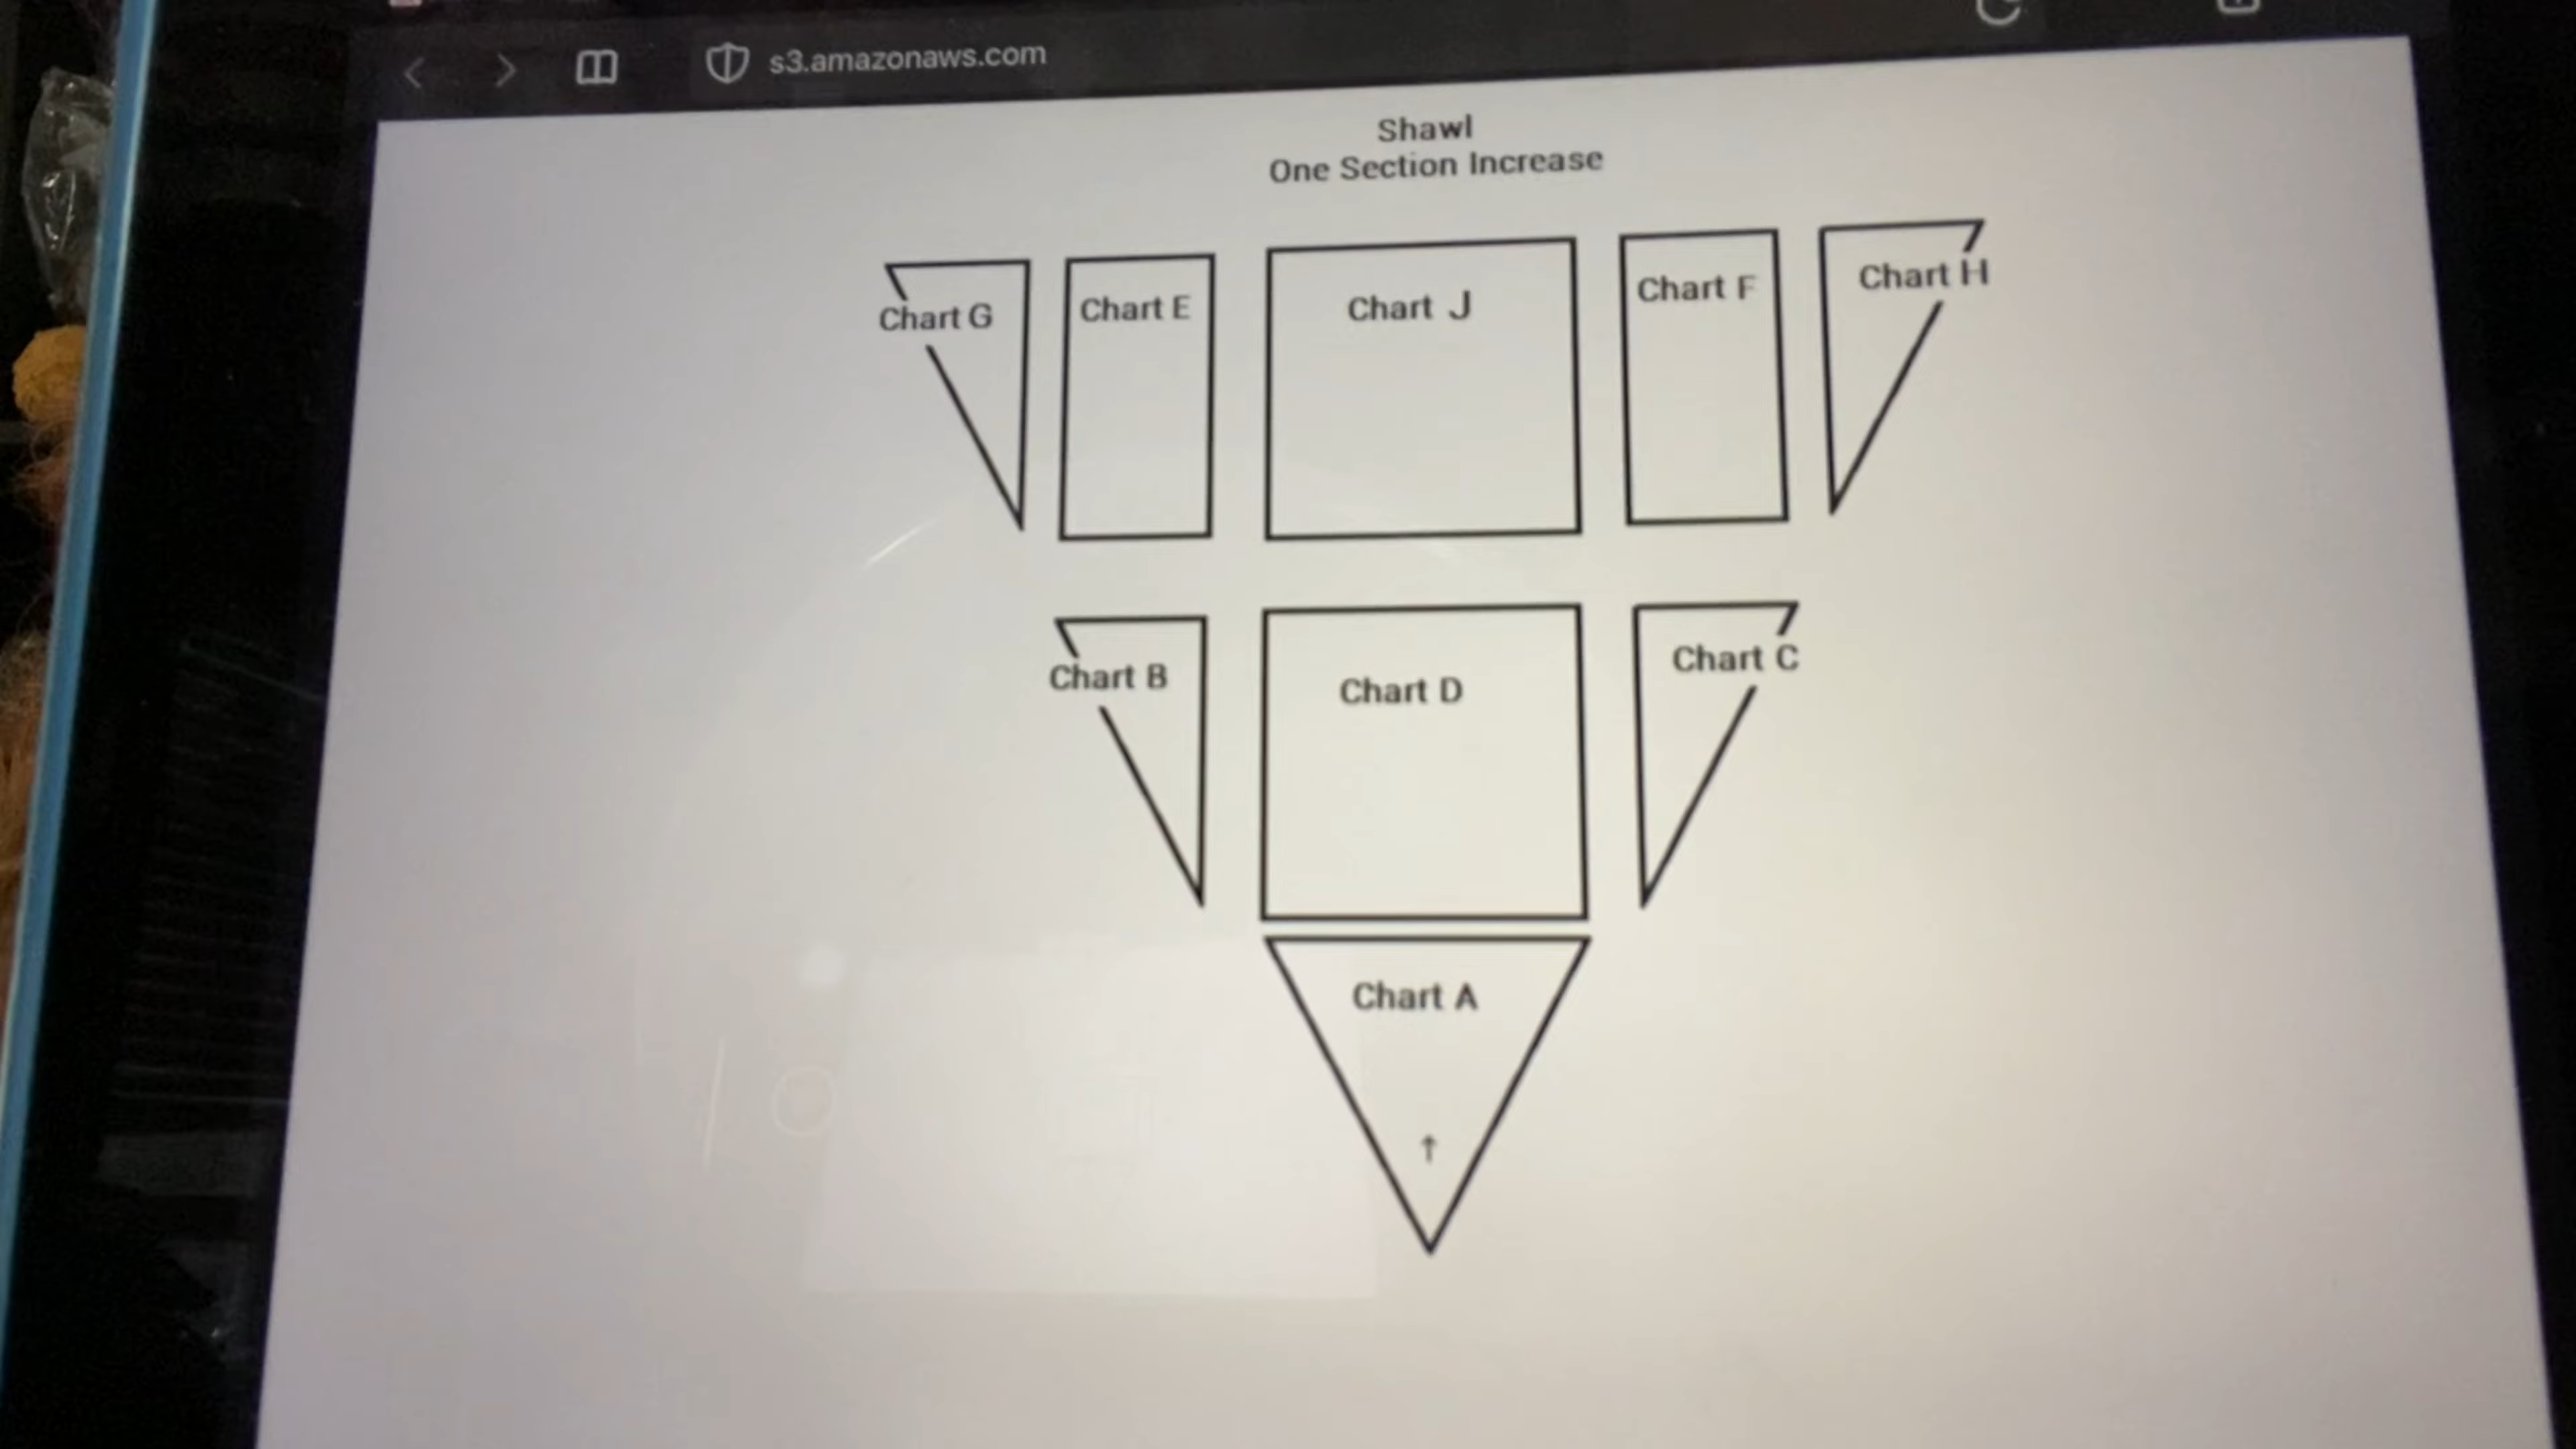 s3.amazonaws.com
Shawl
One Section Increase
Chart G
Chart E
Chart J
Chart F
Chart H
Chart B
Chart D
Chart C
Chart A
↑